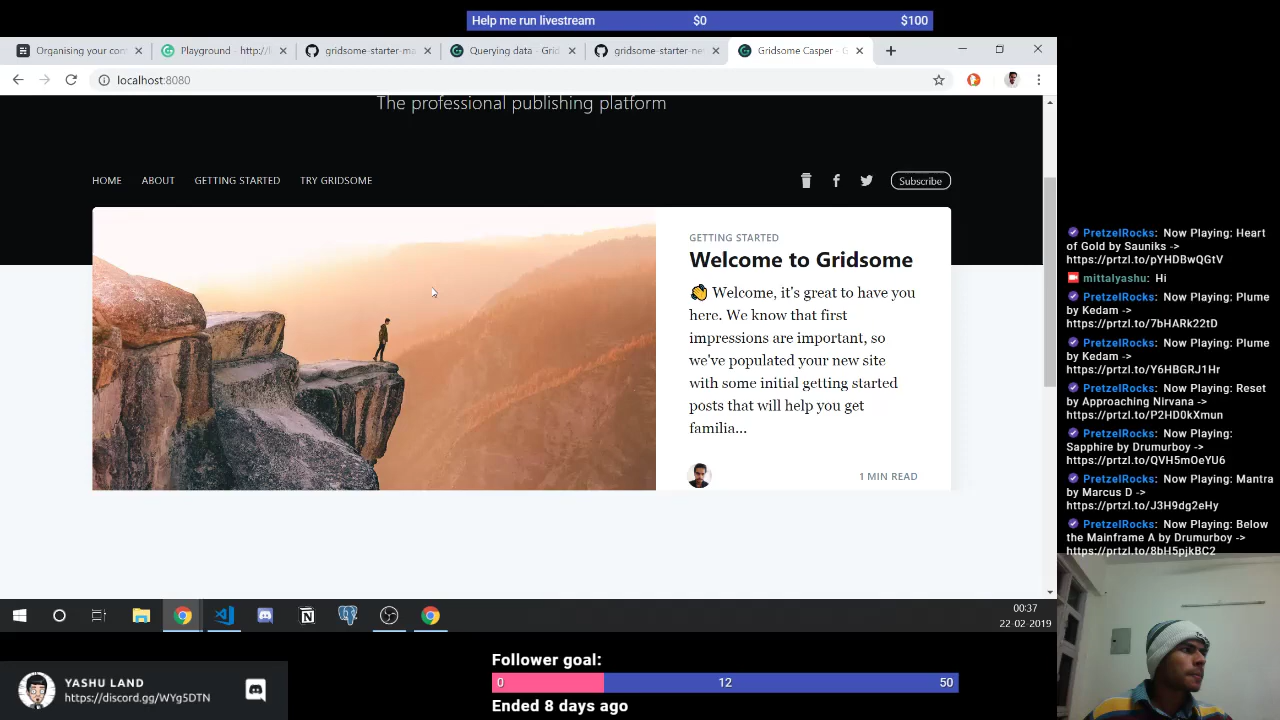 Help me run livestream $0 $100
Organising your con
Playground - http://l
gridsome-starter-ma
Querying data - Grid
gridsome-starter-ne
Gridsome Casper - G
localhost:8080
The professional publishing platform
HOME ABOUT GETTING STARTED TRY GRIDSOME
Subscribe
GETTING STARTED
Welcome to Gridsome
👏 Welcome, it's great to have you
here. We know that first
impressions are important, so
we've populated your new site
with some initial getting started
posts that will help you get
familia...
1 MIN READ
PretzelRocks: Now Playing: Heart
of Gold by Sauniks ->
https://prtzl.to/pYHDBwQGtV
mittalyashu: Hi
PretzelRocks: Now Playing: Plume
by Kedam ->
https://prtzl.to/7bHARk22tD
PretzelRocks: Now Playing: Plume
by Kedam ->
https://prtzl.to/Y6HBGRJ1Hr
PretzelRocks: Now Playing: Reset
by Approaching Nirvana ->
https://prtzl.to/P2HD0kXmun
PretzelRocks: Now Playing:
Sapphire by Drumurboy ->
https://prtzl.to/QVH5mOeYU6
PretzelRocks: Now Playing: Mantra
by Marcus D ->
https://prtzl.to/J3H9dg2eHy
PretzelRocks: Now Playing: Below
the Mainframe A by Drumurboy ->
https://prtzl.to/8bH5pjkBC2
00:37
22-02-2019
YASHU LAND
https://discord.gg/WYg5DTN
Follower goal:
0 12 50
Ended 8 days ago